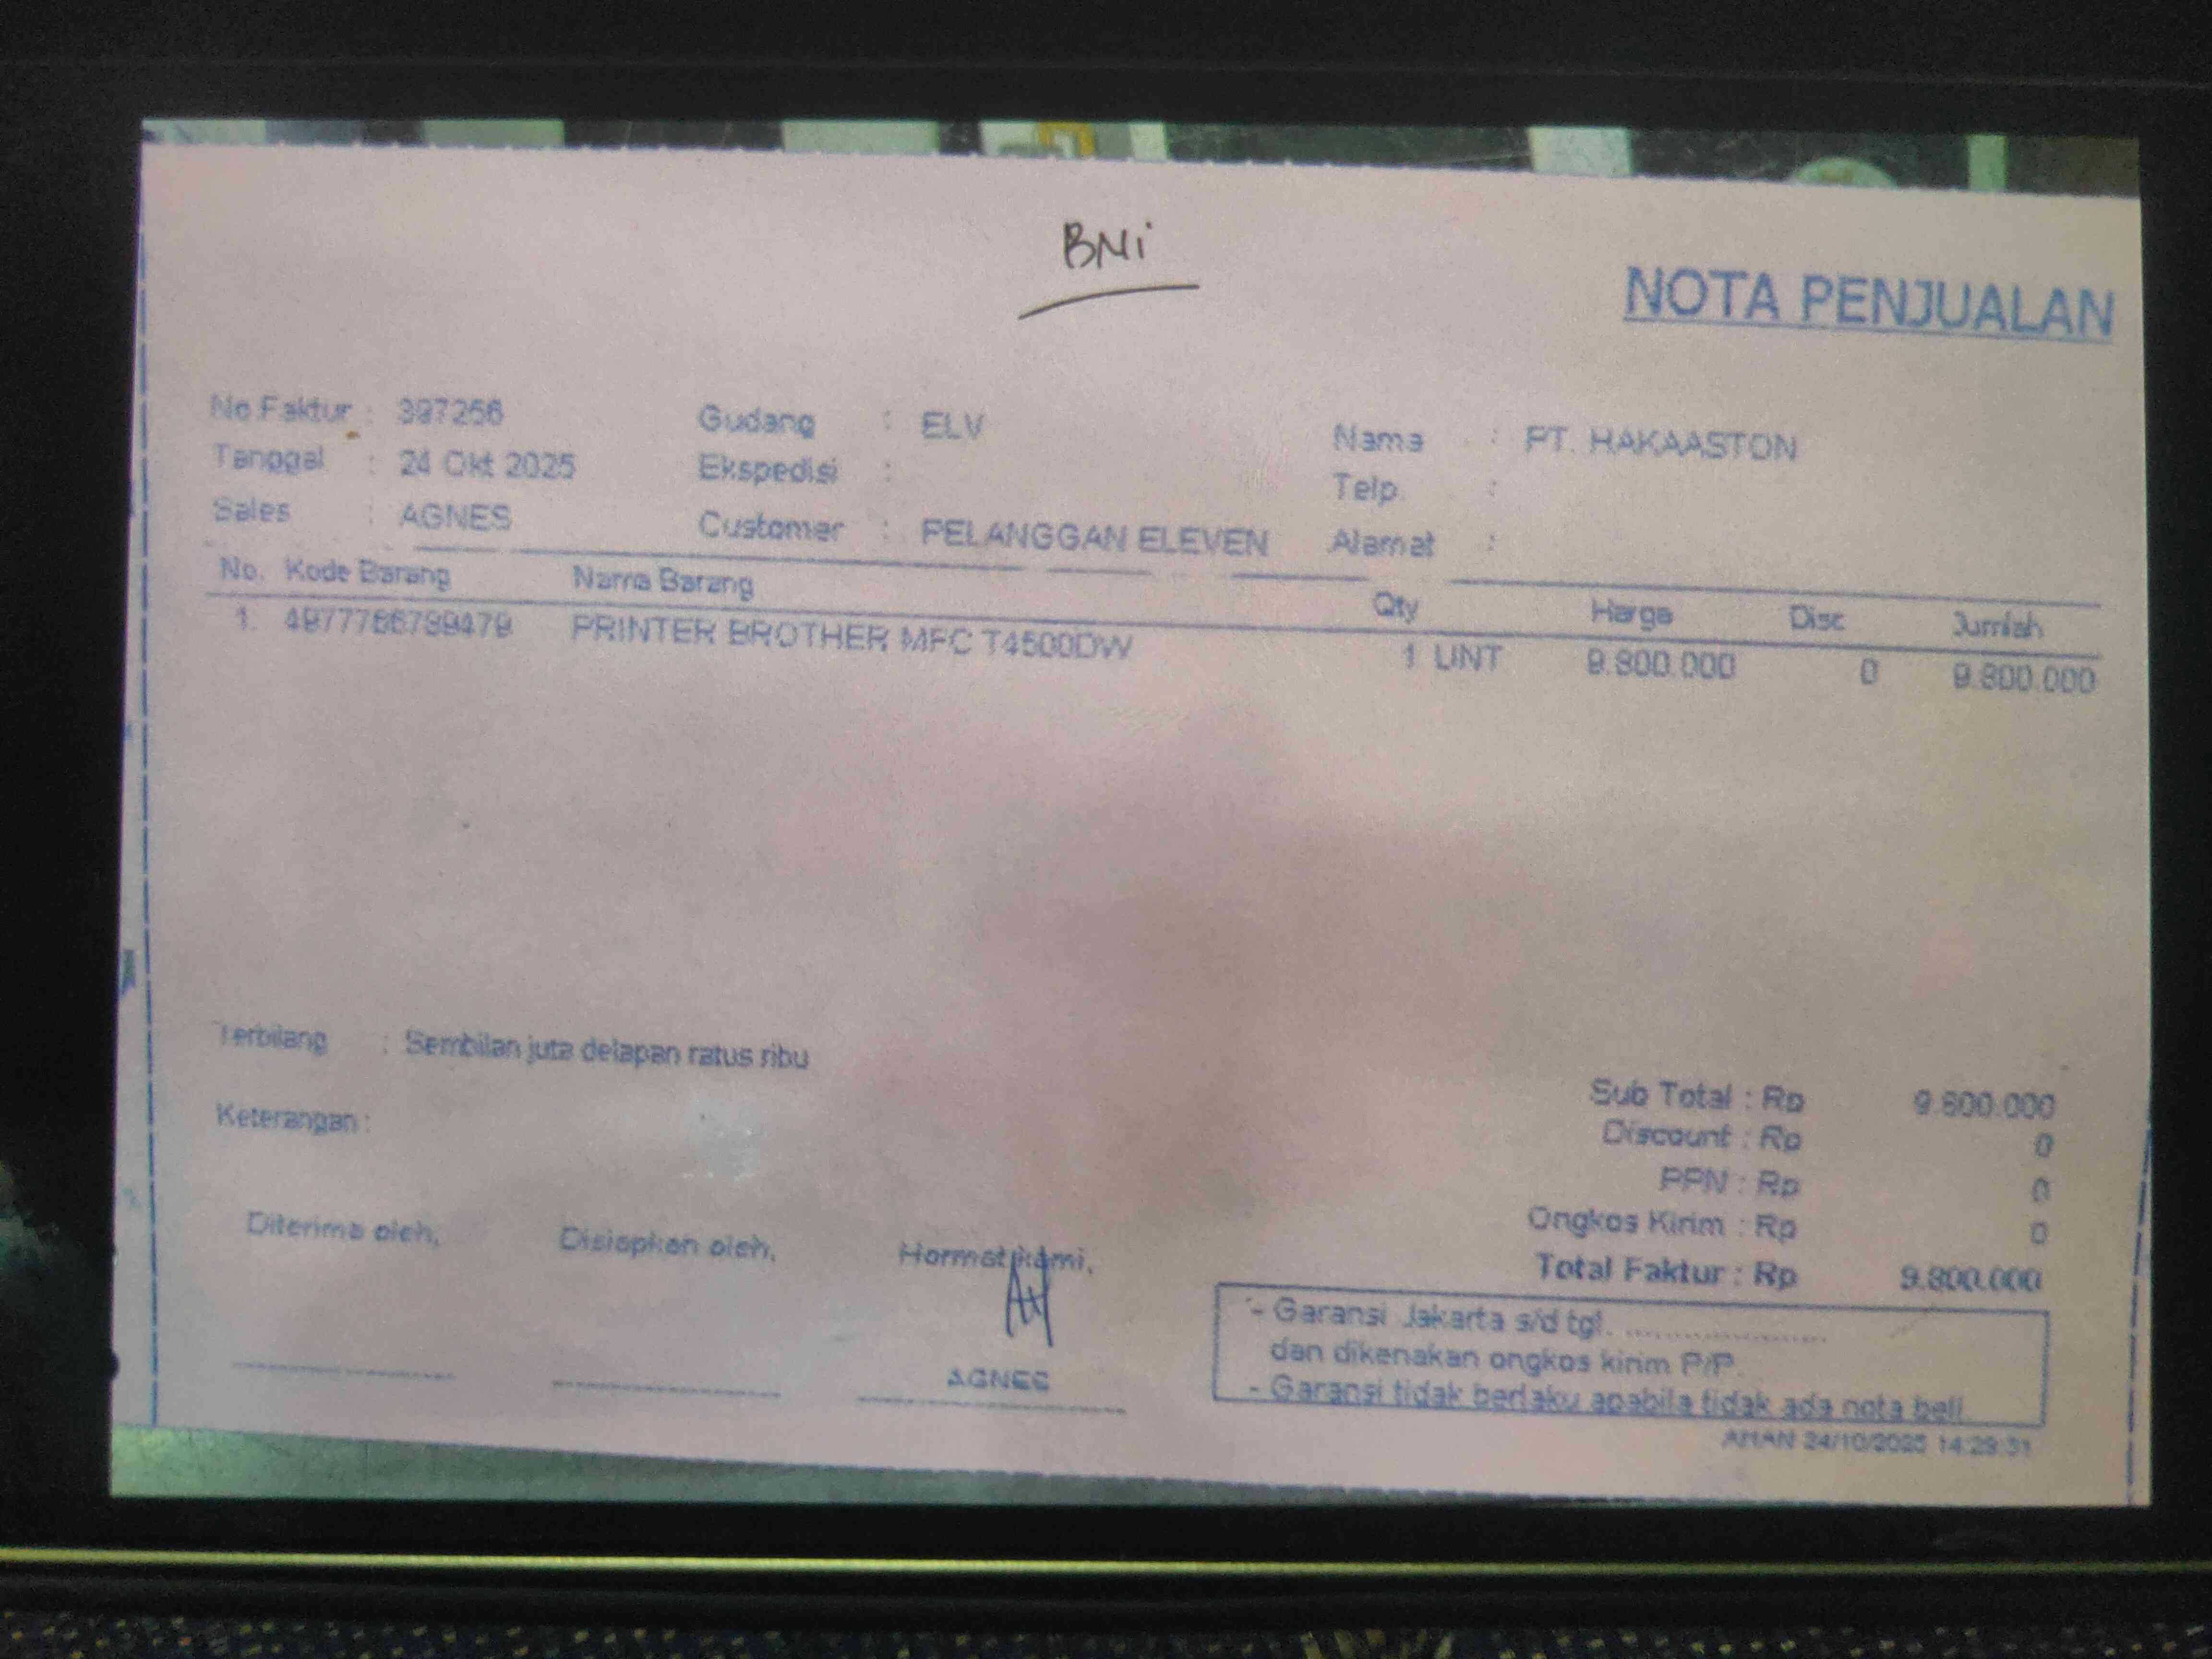 BNi
NOTA PENJUALAN
No.Faktur : 397256
Tanggal : 24 Okt 2025
Sales : AGNES
Gudang : ELV
Ekspedisi :
Customer : PELANGGAN ELEVEN
Nama : PT. HAKAASTON
Telp. :
Alamat :
No. Kode Barang Nama Barang Qty Harga Disc Jumlah
1. 4977766799479 PRINTER BROTHER MFC T4500DW 1 UNT 9.800.000 0 9.800.000
Terbilang : Sembilan juta delapan ratus ribu
Keterangan :
Sub Total : Rp 9.800.000
Discount : Rp 0
PPN : Rp 0
Ongkos Kirim : Rp 0
Total Faktur : Rp 9.800.000
Diterima oleh, Disiapkan oleh, Hormat kami,
AGNES
- Garansi Jakarta s/d tgl. ......................
dan dikenakan ongkos kirim P/P.
- Garansi tidak berlaku apabila tidak ada nota beli
AMAN 24/10/2025 14:29:31